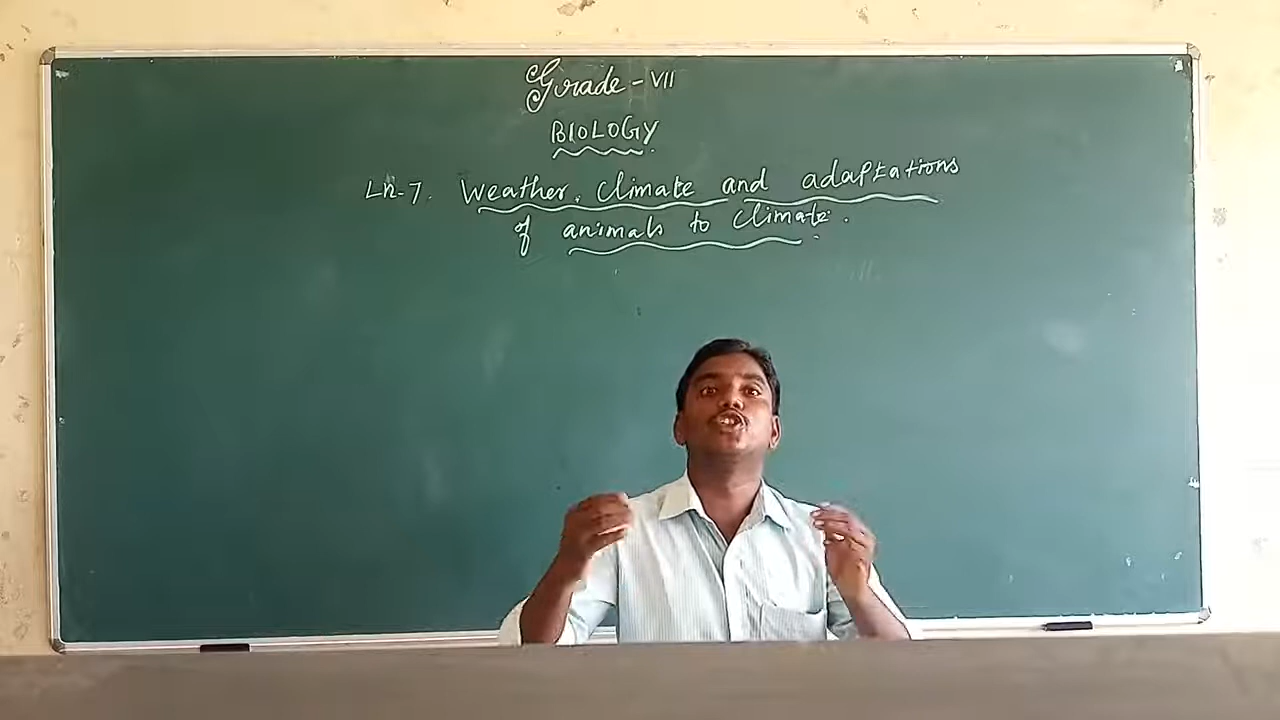 Grade - VII
BIOLOGY
Ln-7. Weather, Climate and adaptations
of animals to climate.